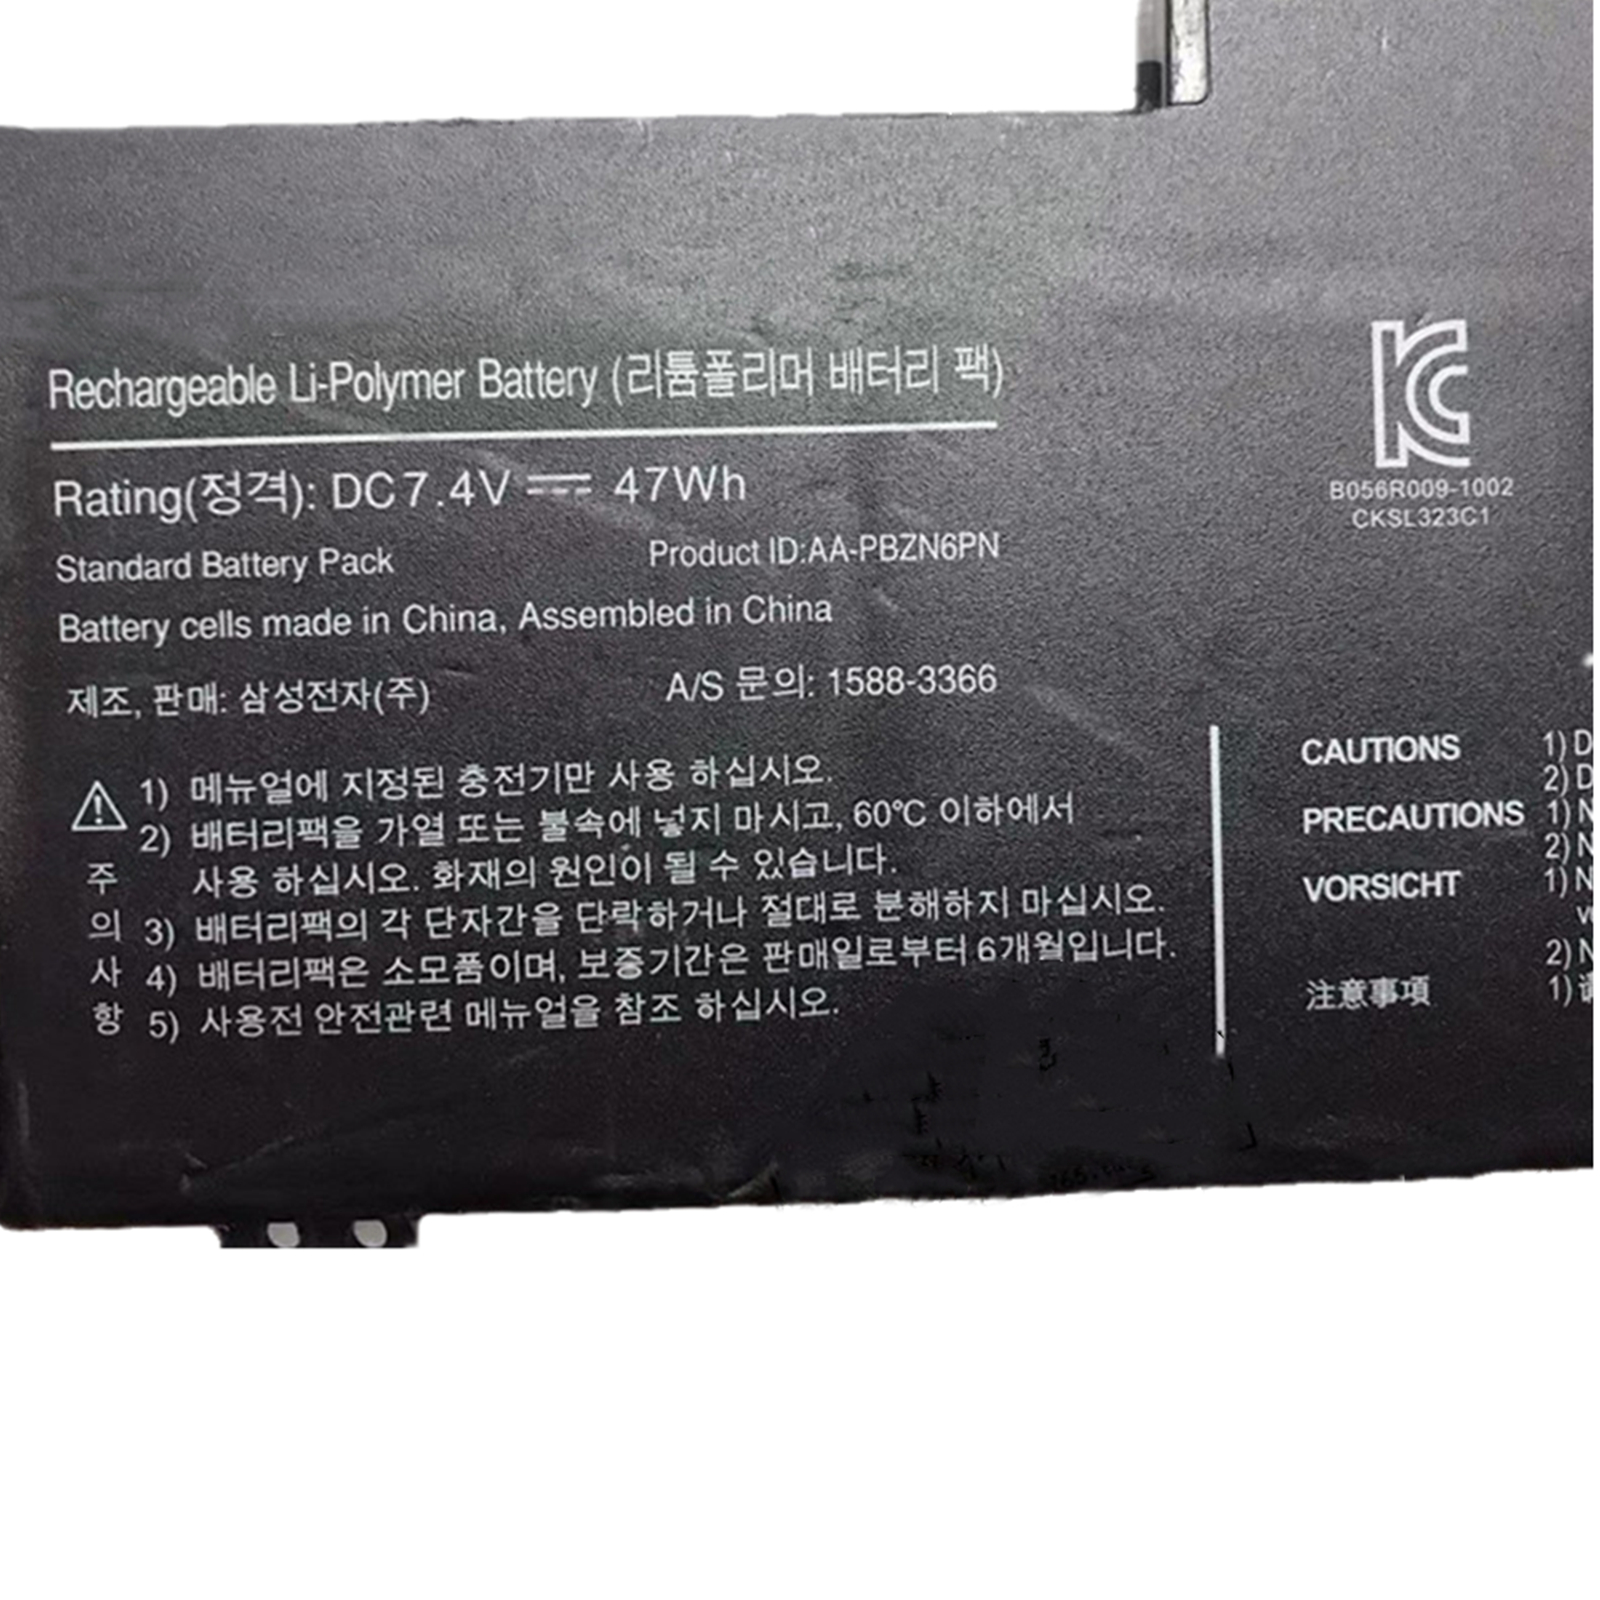 Rechargeable Li-Polymer Battery (리튬폴리머 배터리 팩)
Rating(정격): DC 7.4V 47Wh
Standard Battery Pack Product ID:AA-PBZN6PN
Battery cells made in China, Assembled in China
제조, 판매: 삼성전자(주) A/S 문의: 1588-3366
주의사항
1) 메뉴얼에 지정된 충전기만 사용 하십시오.
2) 배터리팩을 가열 또는 불속에 넣지 마시고, 60℃ 이하에서
사용 하십시오. 화재의 원인이 될 수 있습니다.
3) 배터리팩의 각 단자간을 단락하거나 절대로 분해하지 마십시오.
4) 배터리팩은 소모품이며, 보증기간은 판매일로부터 6개월입니다.
5) 사용전 안전관련 메뉴얼을 참조 하십시오.
KC
B056R009-1002
CKSL323C1
CAUTIONS 1) D
2) D
PRECAUTIONS 1) N
2) N
VORSICHT 1) N
2) N
注意事項 1)